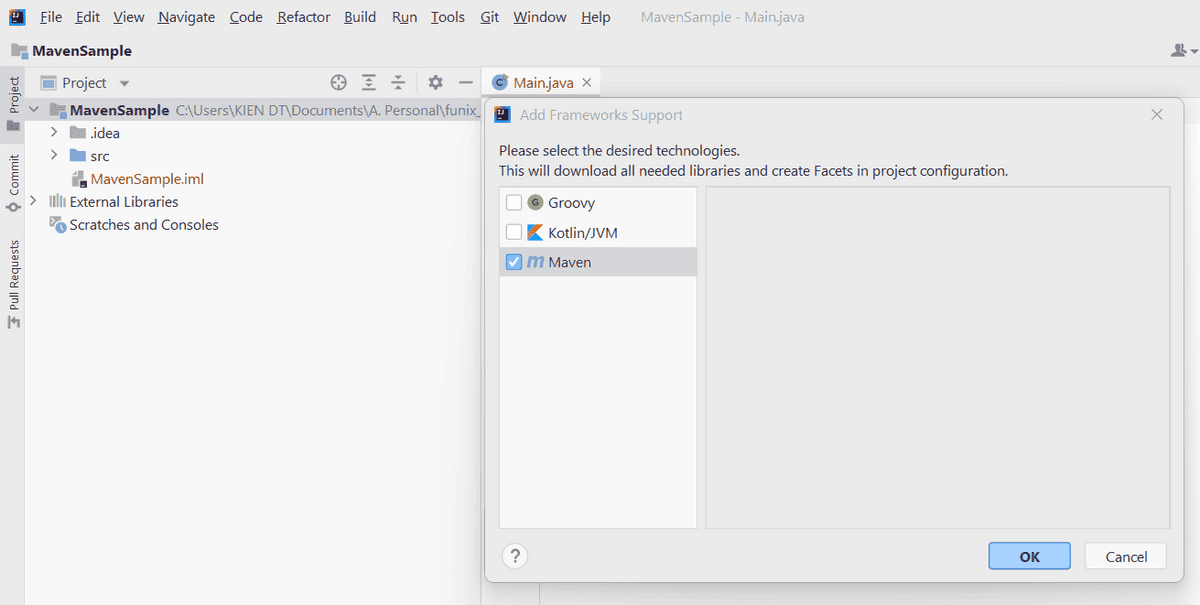 File Edit View Navigate Code Refactor Build Run Tools Git Window Help MavenSample - Main.java
MavenSample
Project
Main.java
MavenSample C:\Users\KIEN DT\Documents\A. Personal\funix_
.idea
src
MavenSample.iml
External Libraries
Scratches and Consoles
Project
Commit
Pull Requests
Add Frameworks Support
Please select the desired technologies.
This will download all needed libraries and create Facets in project configuration.
Groovy
Kotlin/JVM
Maven
?
OK
Cancel